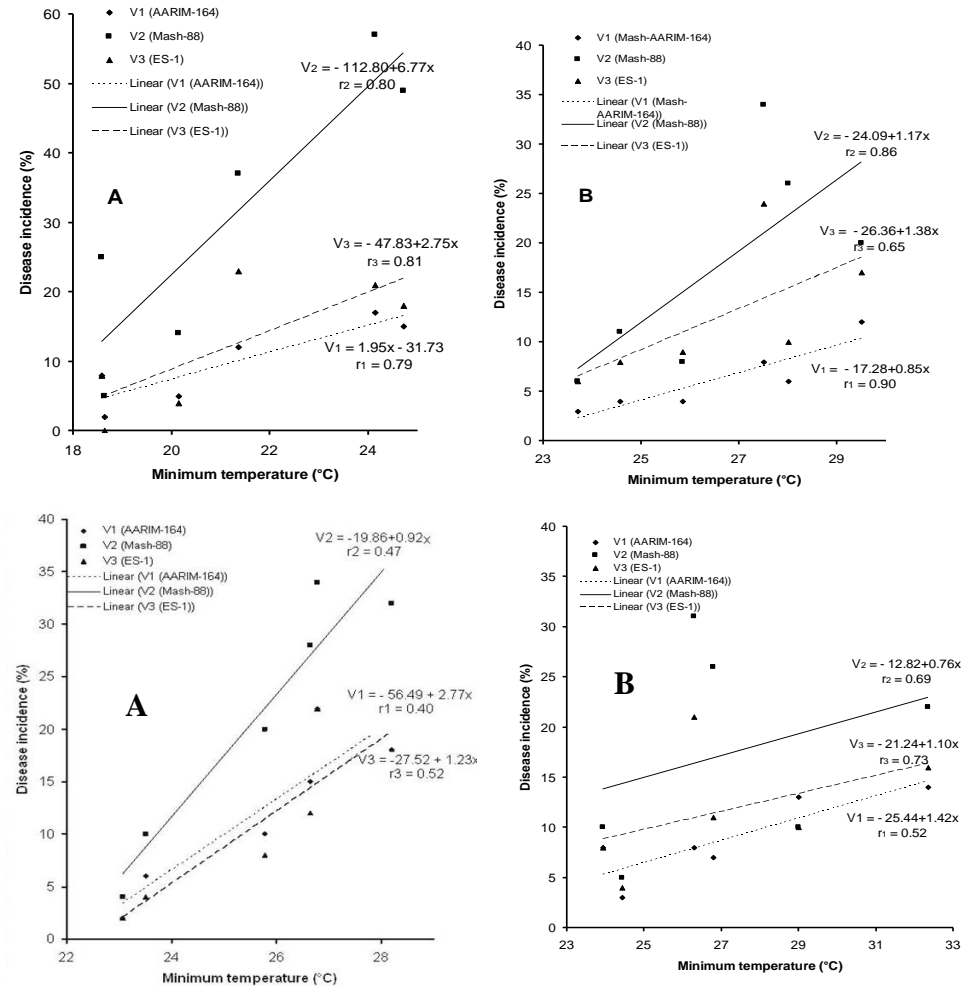 60
50
40
30
20
10
0
18
20
22
24
Disease incidence (%)
Minimum temperature (°C)
V1 (AARIM-164)
V2 (Mash-88)
V3 (ES-1)
Linear (V1 (AARIM-164))
Linear (V2 (Mash-88))
Linear (V3 (ES-1))
A
V2 = - 112.80+6.77x
r2 = 0.80
V3 = - 47.83+2.75x
r3 = 0.81
V1 = 1.95x - 31.73
r1 = 0.79
40
35
30
25
20
15
10
5
0
23
25
27
29
Disease incidence (%)
Minimum temperature (°C)
V1 (Mash-AARIM-164)
V2 (Mash-88)
V3 (ES-1)
Linear (V1 (Mash-
AARIM-164))
Linear (V2 (Mash-88))
Linear (V3 (ES-1))
B
V2 = - 24.09+1.17x
r2 = 0.86
V3 = - 26.36+1.38x
r3 = 0.65
V1= - 17.28+0.85x
r1 = 0.90
40
35
30
25
20
15
10
5
0
22
24
26
28
Disease incidence (%)
Minimum temperature (°C)
V1 (AARIM-164)
V2 (Mash-88)
V3 (ES-1)
Linear (V1 (AARIM-164))
Linear (V2 (Mash-88))
Linear (V3 (ES-1))
A
V2 = -19.86+0.92x
r2 = 0.47
V1 = - 56.49 + 2.77x
r1 = 0.40
V3 = -27.52 + 1.23x
r3 = 0.52
40
35
30
25
20
15
10
5
0
23
25
27
29
31
33
Disease incidence (%)
Minimum temperature (°C)
V1 (AARIM-164)
V2 (Mash-88)
V3 (ES-1)
Linear (V1 (AARIM-164))
Linear (V2 (Mash-88))
Linear (V3 (ES-1))
B
V2 = - 12.82+0.76x
r2 = 0.69
V3 = - 21.24+1.10x
r3 = 0.73
V1= - 25.44+1.42x
r1 = 0.52